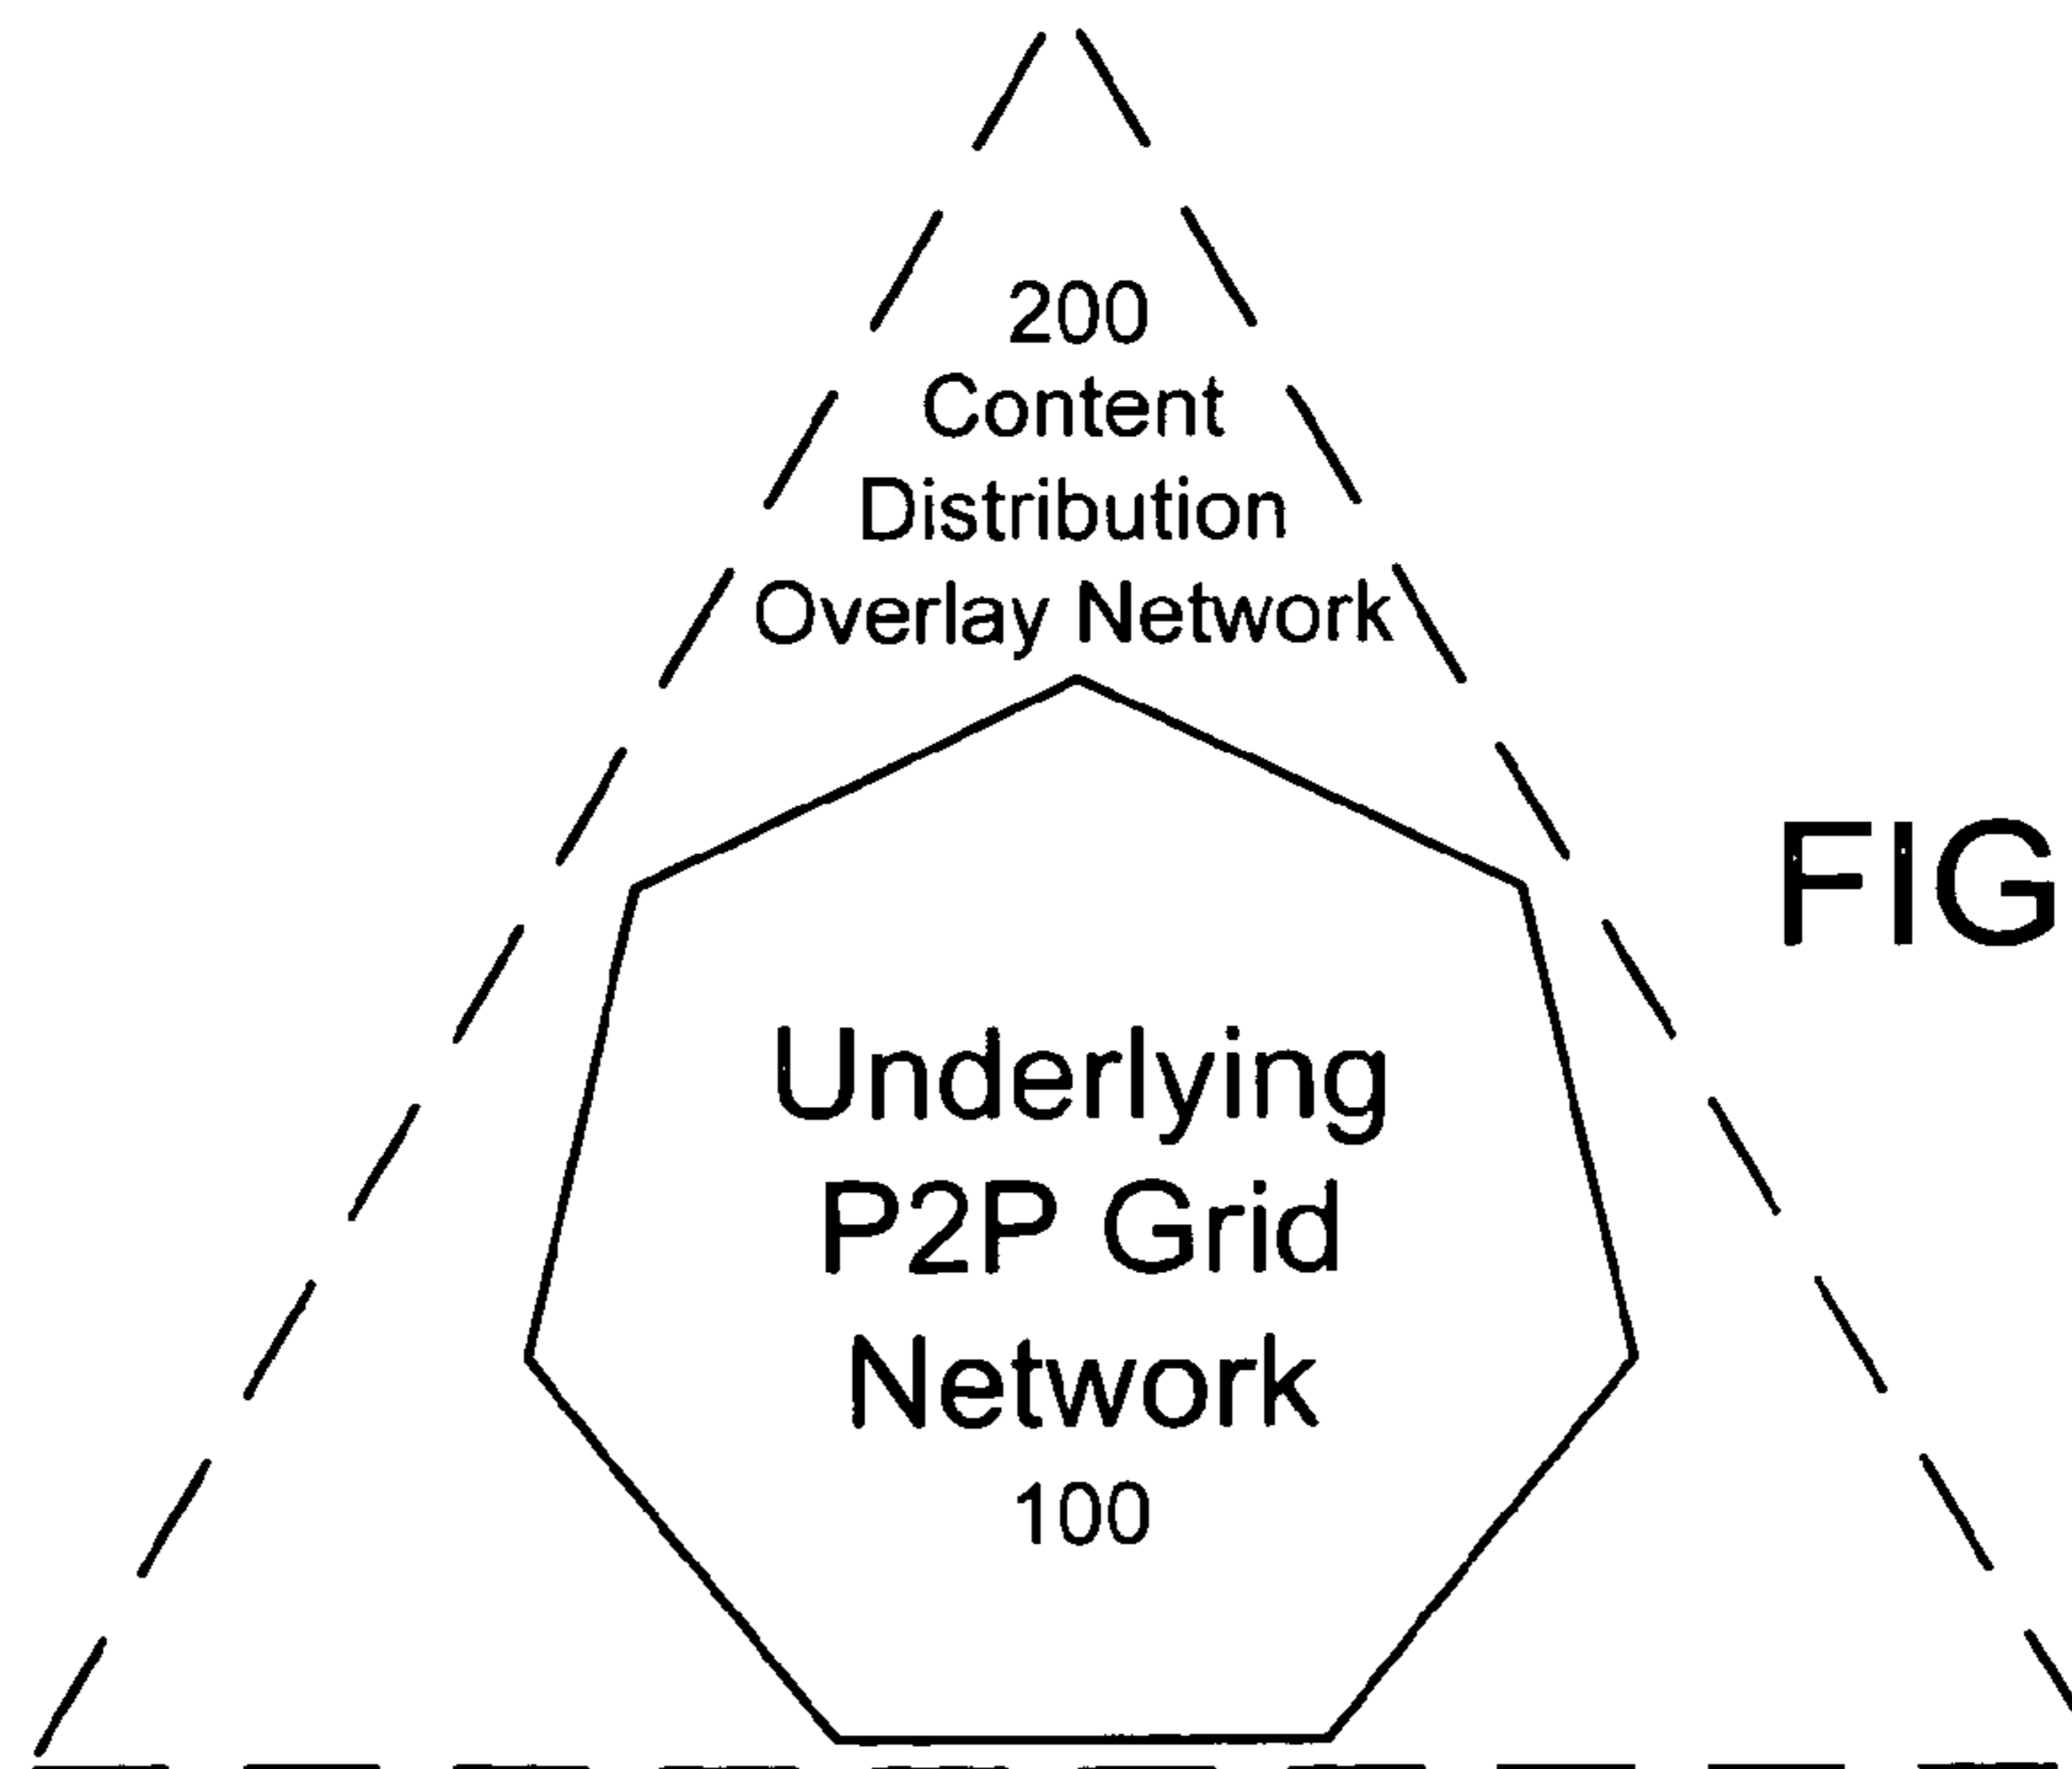 200
Content
Distribution
Overlay Network
FIG
Underlying
P2P Grid
Network
100